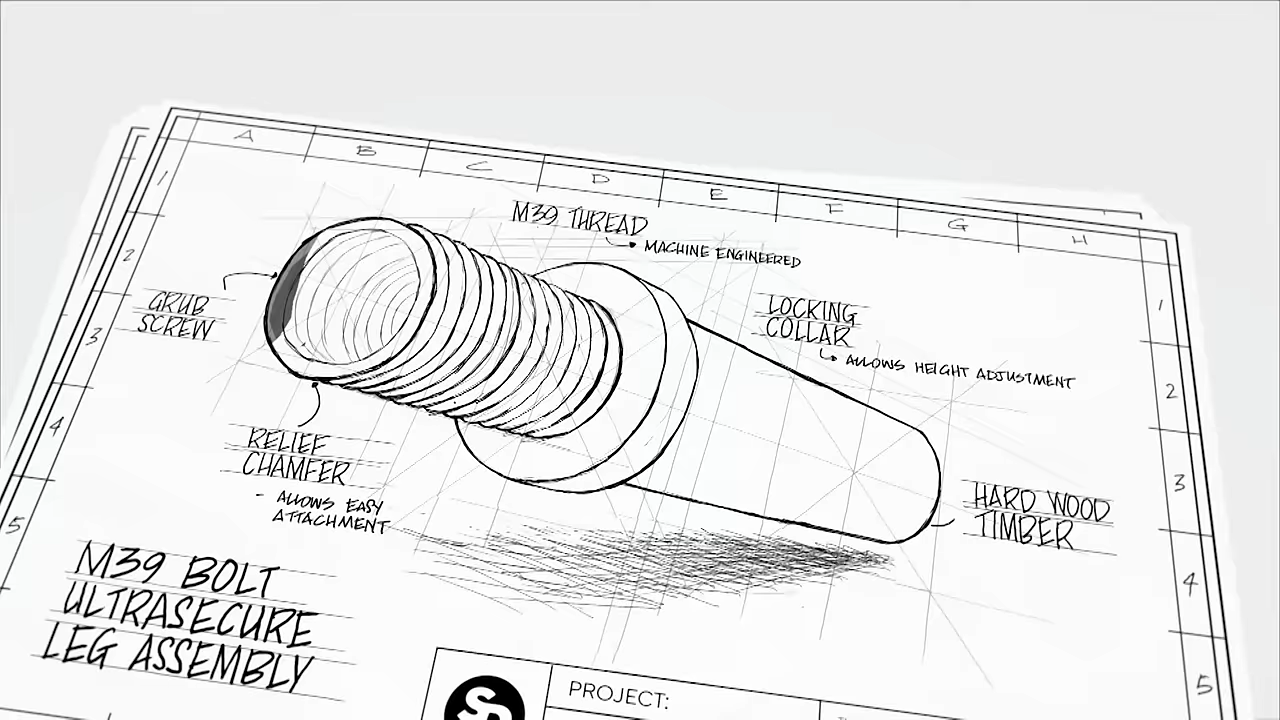 A B C D E F G H
1
2
3
4
5
1
2
3
4
5
M39 THREAD
MACHINE ENGINEERED
LOCKING
COLLAR
ALLOWS HEIGHT ADJUSTMENT
GRUB
SCREW
RELIEF
CHAMFER
- ALLOWS EASY
ATTACHMENT
HARD WOOD
TIMBER
M39 BOLT
ULTRASECURE
LEG ASSEMBLY
PROJECT: